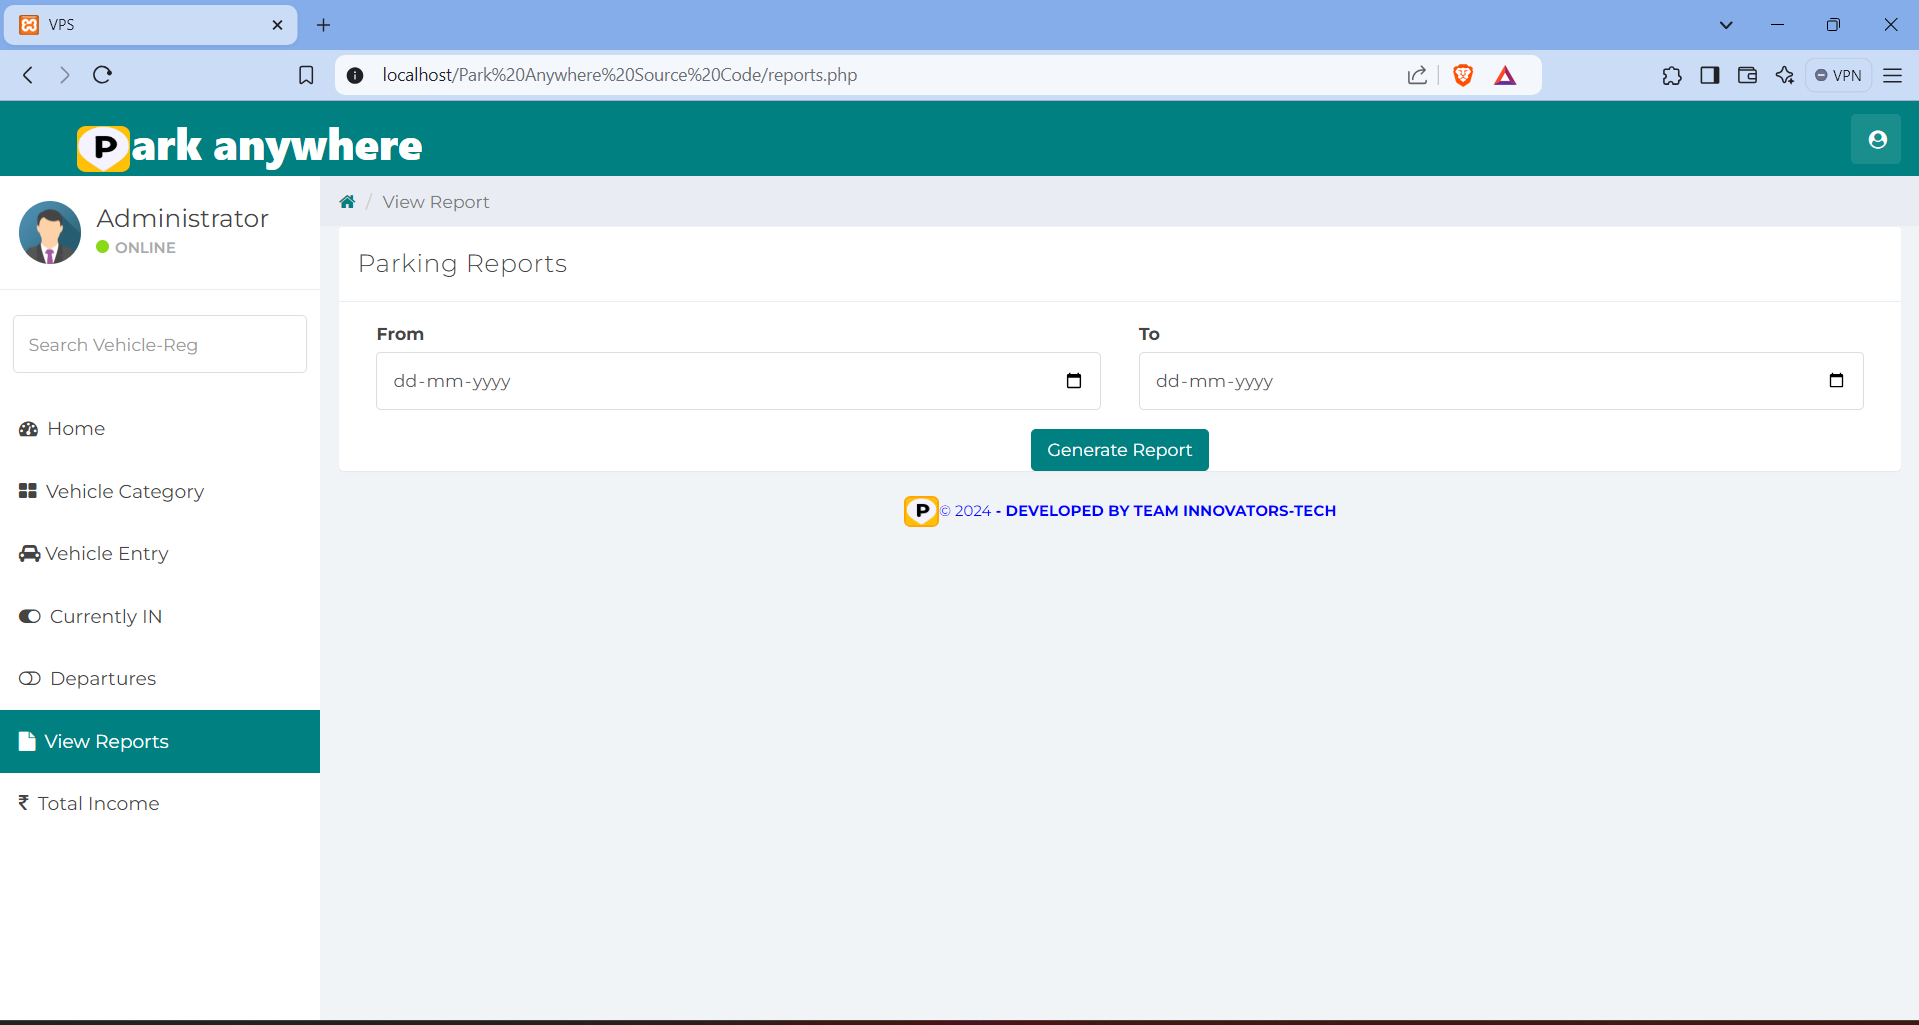 VPS
localhost/Park%20Anywhere%20Source%20Code/reports.php
VPN
Park anywhere
Administrator
ONLINE
Search Vehicle-Reg
Home
Vehicle Category
Vehicle Entry
Currently IN
Departures
View Reports
₹ Total Income
/ View Report
Parking Reports
From
To
dd-mm-yyyy
dd-mm-yyyy
Generate Report
P© 2024 - DEVELOPED BY TEAM INNOVATORS-TECH